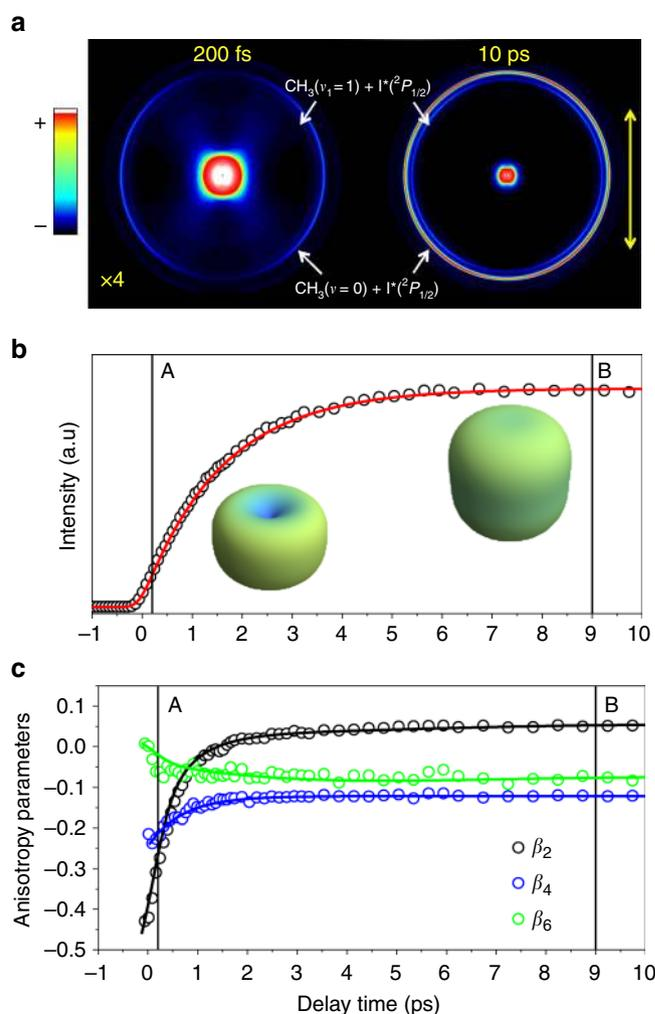 a
200 fs
10 ps
CH₃(ν₁ = 1) + I*(²P₁/₂)
+
−
×4
CH₃(ν = 0) + I*(²P₁/₂)
b
A
B
Intensity (a.u)
−1 0 1 2 3 4 5 6 7 8 9 10
c
A
B
0.1
0.0
−0.1
−0.2
−0.3
−0.4
−0.5
Anisotropy parameters
β₂
β₄
β₆
−1 0 1 2 3 4 5 6 7 8 9 10
Delay time (ps)